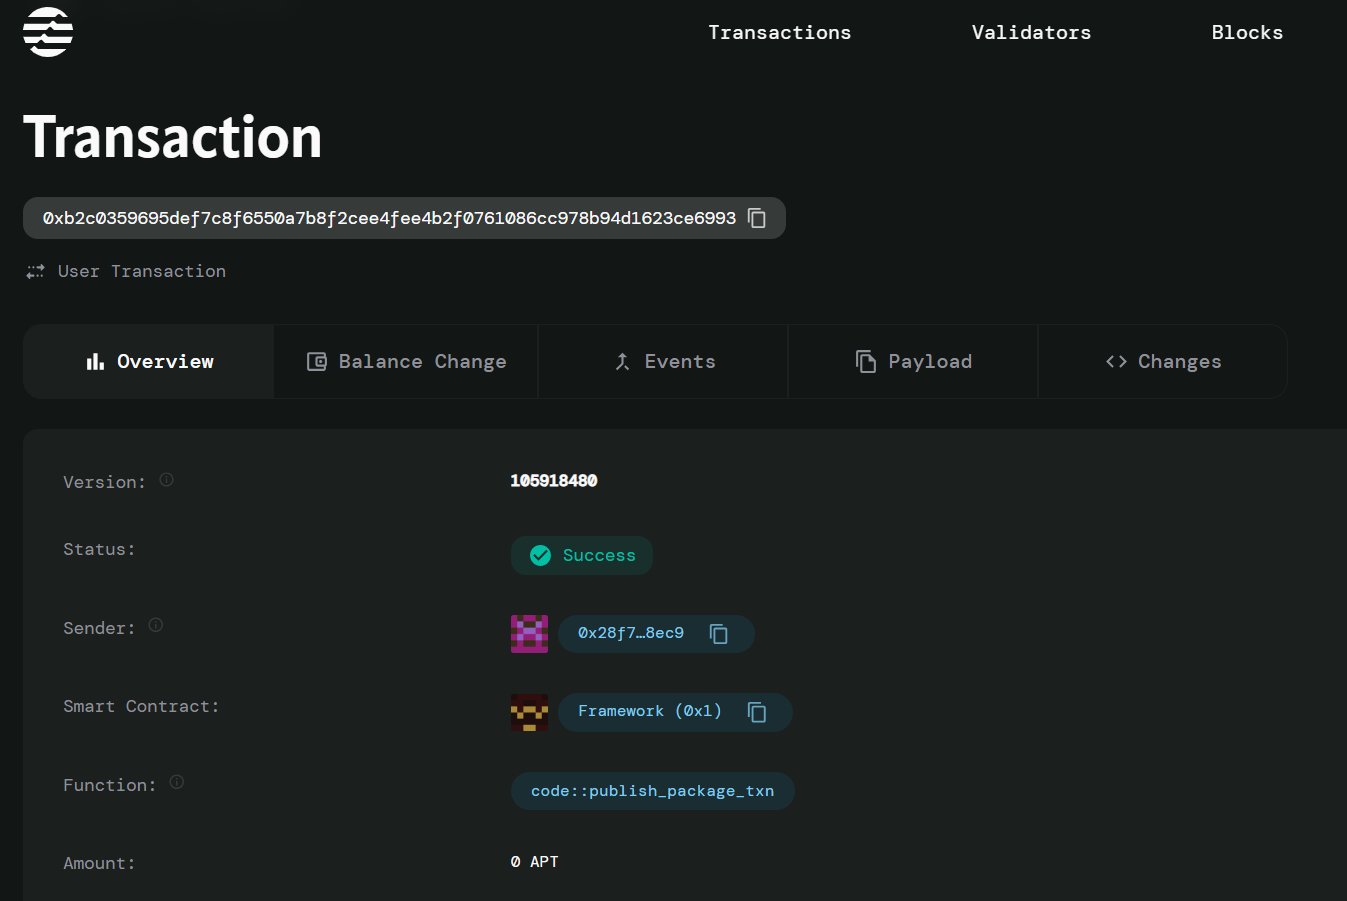 Transactions Validators Blocks
Transaction
0xb2c0359695def7c8f6550a7b8f2cee4fee4b2f0761086cc978b94d1623ce6993
User Transaction
Overview Balance Change Events Payload Changes
Version: 105918480
Status: Success
Sender: 0x28f7…8ec9
Smart Contract: Framework (0x1)
Function: code::publish_package_txn
Amount: 0 APT